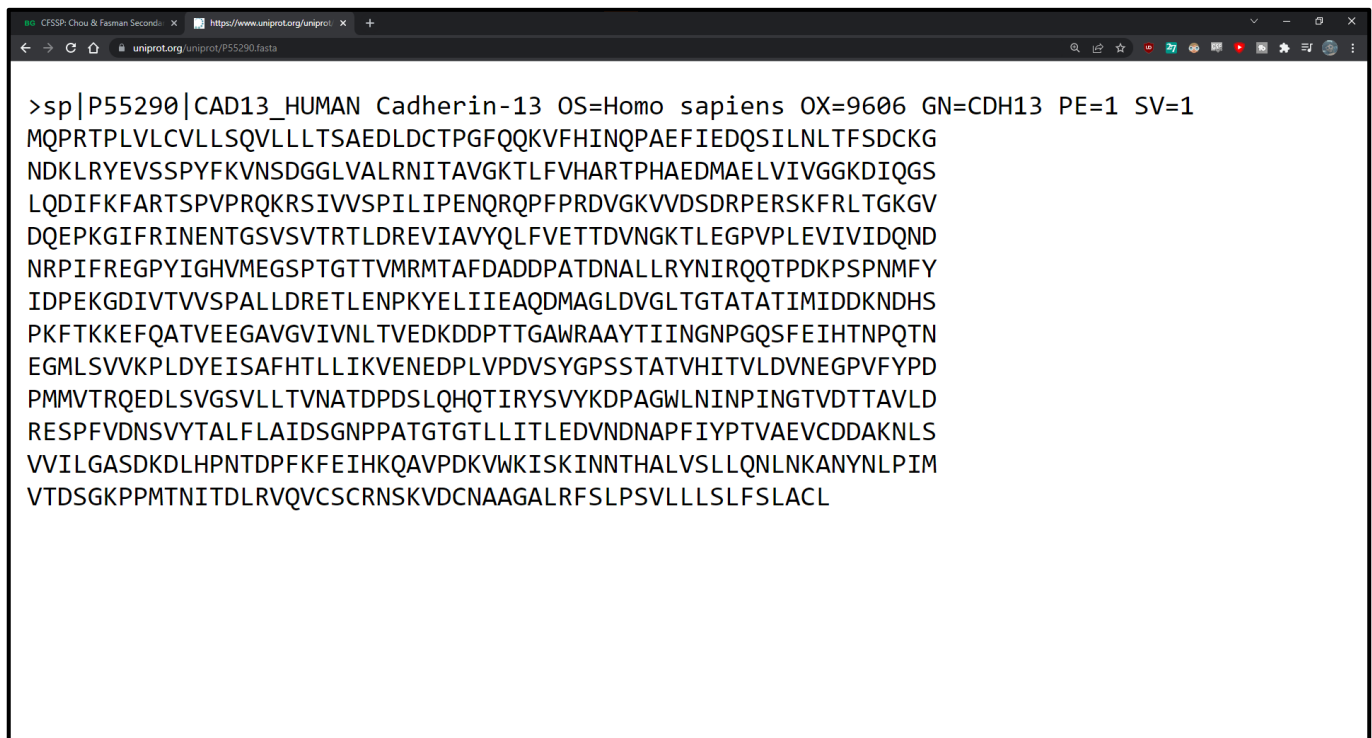 CFSSP: Chou & Fasman Seconda
https://www.uniprot.org/uniprot/
uniprot.org/uniprot/P55290.fasta
>sp|P55290|CAD13_HUMAN Cadherin-13 OS=Homo sapiens OX=9606 GN=CDH13 PE=1 SV=1
MQPRTPLVLCVLLSQVLLLTSAEDLDCTPGFQQKVFHINQPAEFIEDQSILNLTFSDCKG
NDKLRYEVSSPYFKVNSDGGLVALRNITAVGKTLFVHARTPHAEDMAELVIVGGKDIQGS
LQDIFKFARTSPVPRQKRSIVVSPILIPENQRQPFPRDVGKVVDSDRPERSKFRLTGKGV
DQEPKGIFRINENTGSVSVTRTLDREVIAVYQLFVETTDVNGKTLEGPVPLEVIVIDQND
NRPIFREGPYIGHVMEGSPTGTTVMRMTAFDADDPATDNALLRYNIRQQTPDKPSPNMFY
IDPEKGDIVTVVSPALLDRETLENPKYELIIEAQDMAGLDVGLTGTATATIMIDDKNDHS
PKFTKKEFQATVEEGAVGVIVNLTVEDKDDPTTGAWRAAYTIINGNPGQSFEIHTNPQTN
EGMLSVVKPLDYEISAFHTLLIKVENEDPLVPDVSYGPSSTATVHITVLDVNEGPVFYPD
PMMVTRQEDLSVGSVLLTVNATDPDSLQHQTIRYSVYKDPAGWLNINPINGTVDTTAVLD
RESPFVDNSVYTALFLAIDSGNPPATGTGTLLITLEDVNDNAPFIYPTVAEVCDDAKNLS
VVILGASDKDLHPNTDPFKFEIHKQAVPDKVWKISKINNTHALVSLLQNLNKANYNLPIM
VTDSGKPPMTNITDLRVQVCSCRNSKVDCNAAGALRFSLPSVLLLSLFSLACL